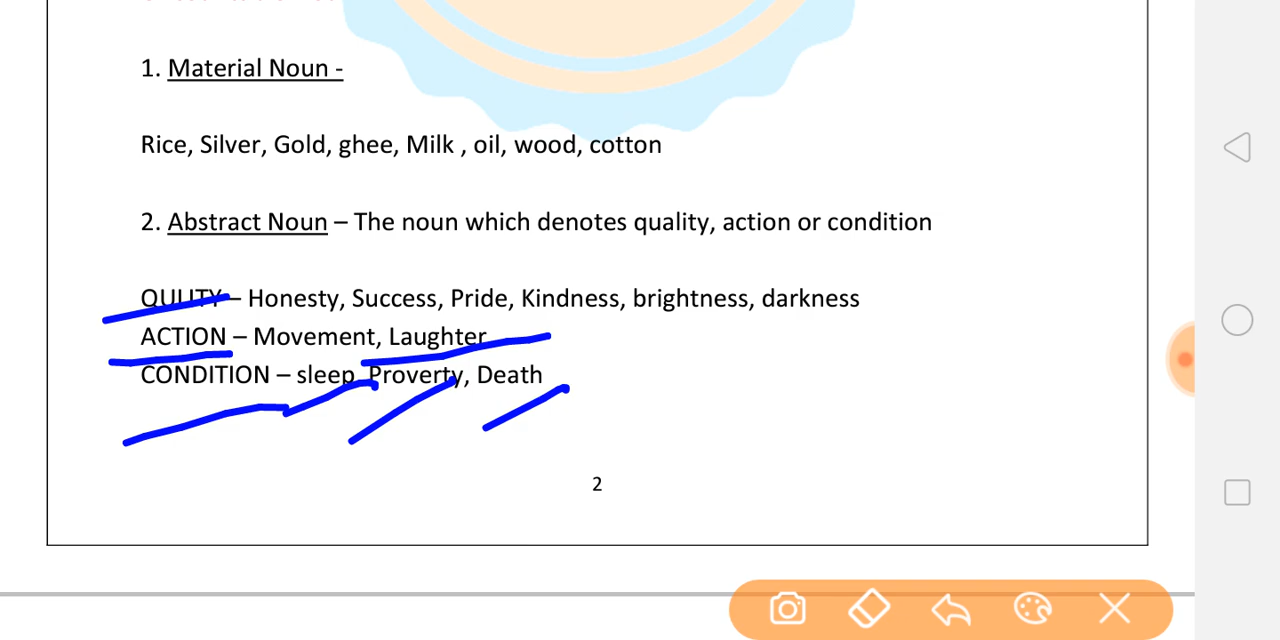 1. Material Noun -
Rice, Silver, Gold, ghee, Milk , oil, wood, cotton
2. Abstract Noun – The noun which denotes quality, action or condition
QULITY – Honesty, Success, Pride, Kindness, brightness, darkness
ACTION – Movement, Laughter
CONDITION – sleep, Proverty, Death
2